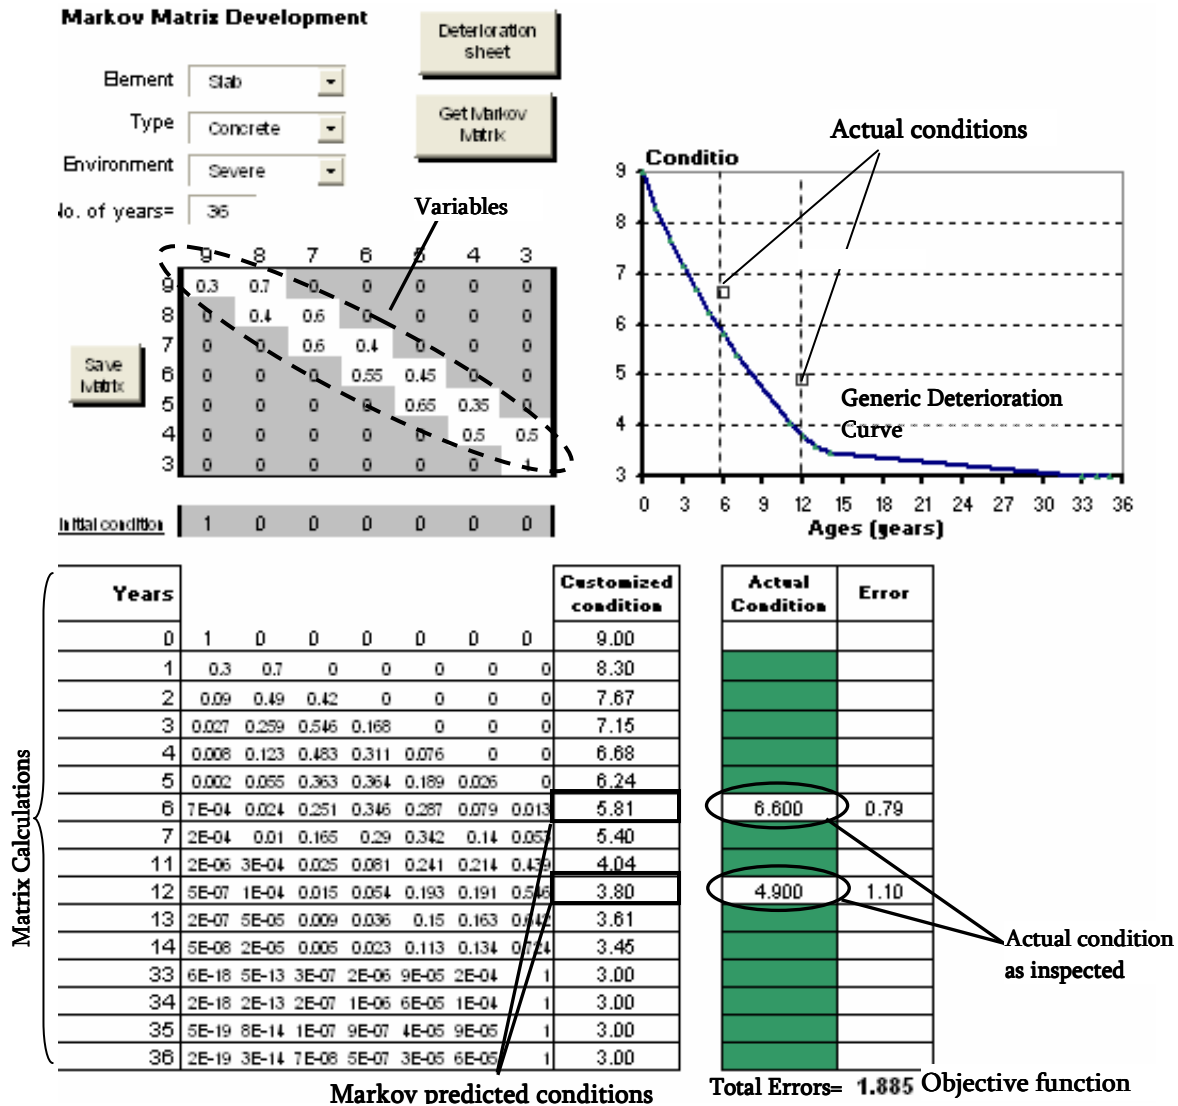 Markov Matrix Development
Deterioration
sheet
Element Slab
Get Markov
Matrix
Type Concrete
Environment Severe
No. of years= 36
Actual conditions
Conditio
Variables
9 8 7 6 5 4 3
9 0.3 0.7 0 0 0 0 0
8 0 0.4 0.6 0 0 0 0
7 0 0 0.6 0.4 0 0 0
6 0 0 0 0.55 0.45 0 0
5 0 0 0 0 0.65 0.35 0
4 0 0 0 0 0 0.5 0.5
3 0 0 0 0 0 0 1
Save
Matrix
Initial condition 1 0 0 0 0 0 0
9
8
7
6
5
4
3
Generic Deterioration
Curve
0 3 6 9 12 15 18 21 24 27 30 33 36
Ages (years)
Matrix Calculations
Years Customized condition Actual Condition Error
0 1 0 0 0 0 0 0 9.00
1 0.3 0.7 0 0 0 0 0 8.30
2 0.09 0.49 0.42 0 0 0 0 7.67
3 0.027 0.259 0.546 0.168 0 0 0 7.15
4 0.008 0.123 0.483 0.311 0.076 0 0 6.68
5 0.002 0.055 0.363 0.364 0.189 0.026 0 6.24
6 7E-04 0.024 0.251 0.346 0.287 0.079 0.013 5.81 6.600 0.79
7 2E-04 0.01 0.165 0.29 0.342 0.14 0.053 5.40
11 2E-06 3E-04 0.025 0.081 0.241 0.214 0.439 4.04
12 5E-07 1E-04 0.015 0.054 0.193 0.191 0.546 3.80 4.900 1.10
13 2E-07 5E-05 0.009 0.036 0.15 0.163 0.642 3.61
14 5E-08 2E-05 0.005 0.023 0.113 0.134 0.724 3.45
33 6E-18 5E-13 3E-07 2E-06 9E-05 2E-04 1 3.00
34 2E-18 2E-13 2E-07 1E-06 6E-05 1E-04 1 3.00
35 5E-19 8E-14 1E-07 9E-07 4E-05 9E-05 1 3.00
36 2E-19 3E-14 7E-08 5E-07 3E-05 6E-05 1 3.00
Actual condition
as inspected
Markov predicted conditions
Total Errors= 1.885 Objective function